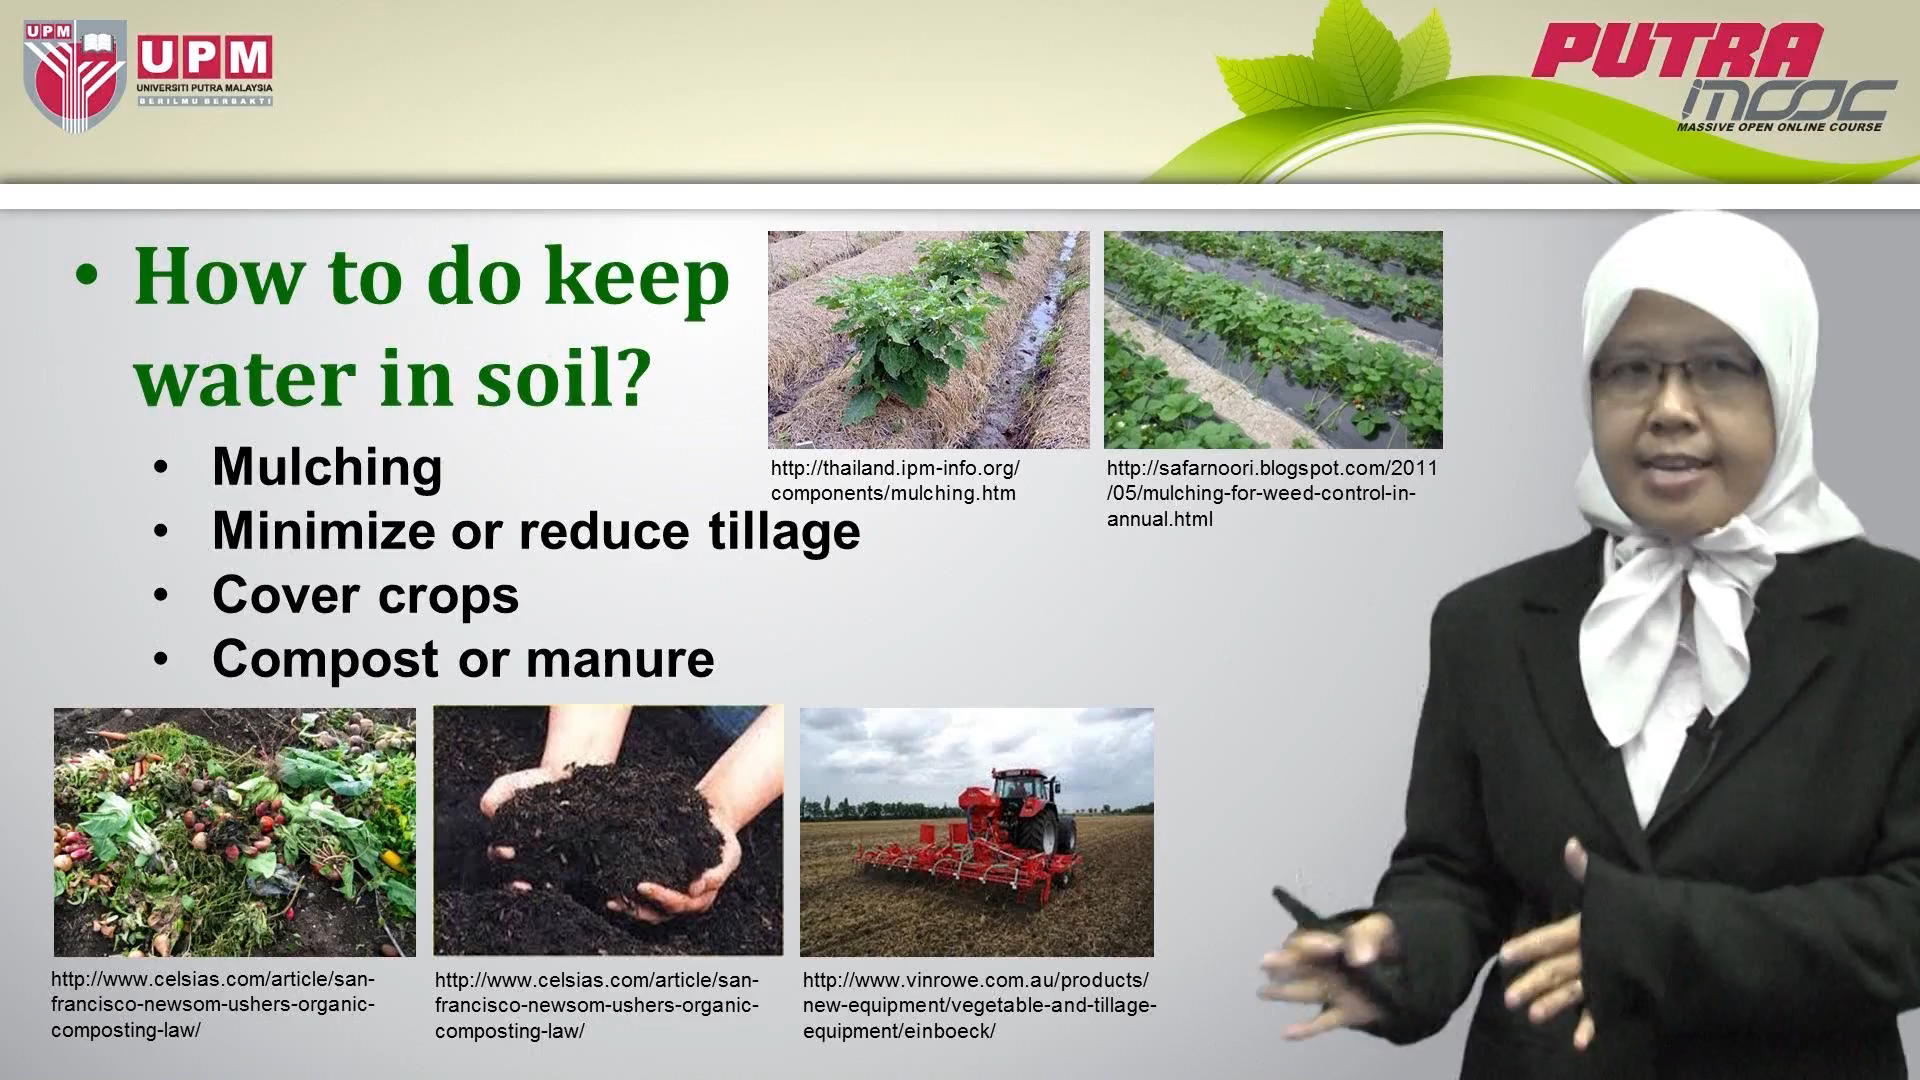 UPM
UPM
UNIVERSITI PUTRA MALAYSIA
BERILMU BERBAKTI
PUTRA
mooc
MASSIVE OPEN ONLINE COURSE
• How to do keep
water in soil?
• Mulching
• Minimize or reduce tillage
• Cover crops
• Compost or manure
http://thailand.ipm-info.org/
components/mulching.htm
http://safarnoori.blogspot.com/2011
/05/mulching-for-weed-control-in-
annual.html
http://www.celsias.com/article/san-
francisco-newsom-ushers-organic-
composting-law/
http://www.celsias.com/article/san-
francisco-newsom-ushers-organic-
composting-law/
http://www.vinrowe.com.au/products/
new-equipment/vegetable-and-tillage-
equipment/einboeck/